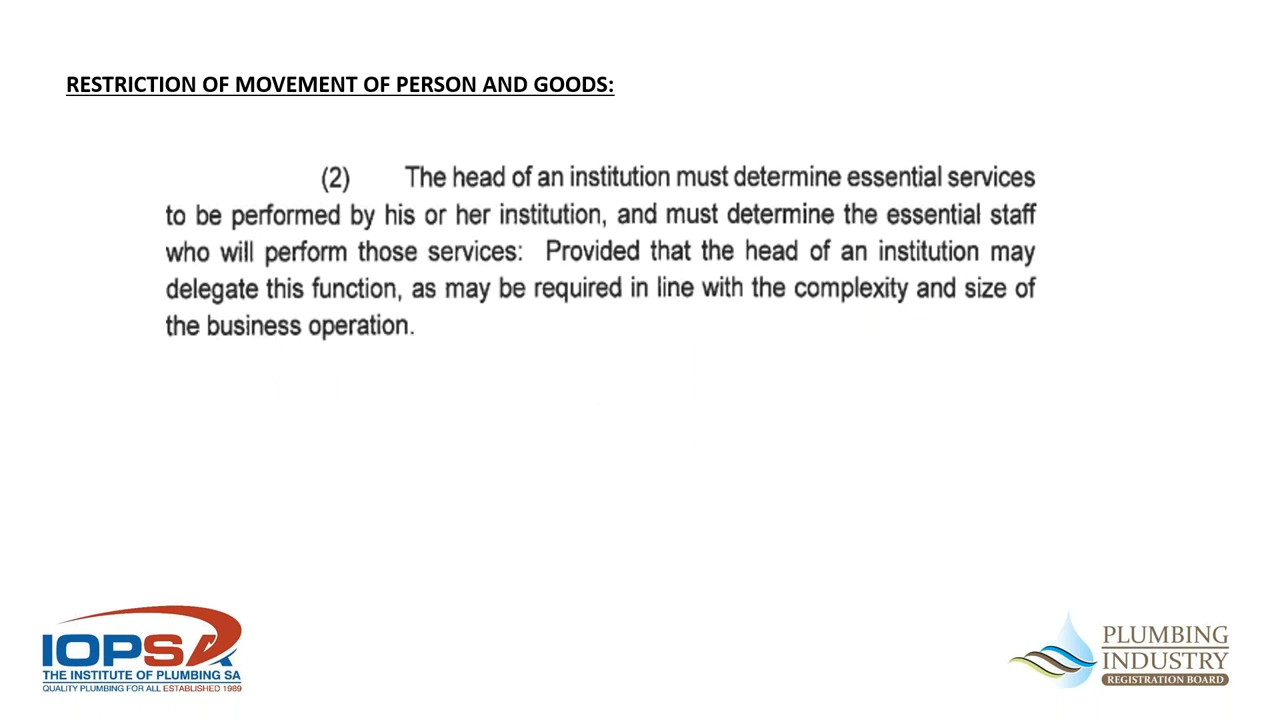 RESTRICTION OF MOVEMENT OF PERSON AND GOODS:
(2) The head of an institution must determine essential services
to be performed by his or her institution, and must determine the essential staff
who will perform those services: Provided that the head of an institution may
delegate this function, as may be required in line with the complexity and size of
the business operation.
IOPSA
THE INSTITUTE OF PLUMBING SA
QUALITY PLUMBING FOR ALL ESTABLISHED 1989
PLUMBING
INDUSTRY
REGISTRATION BOARD